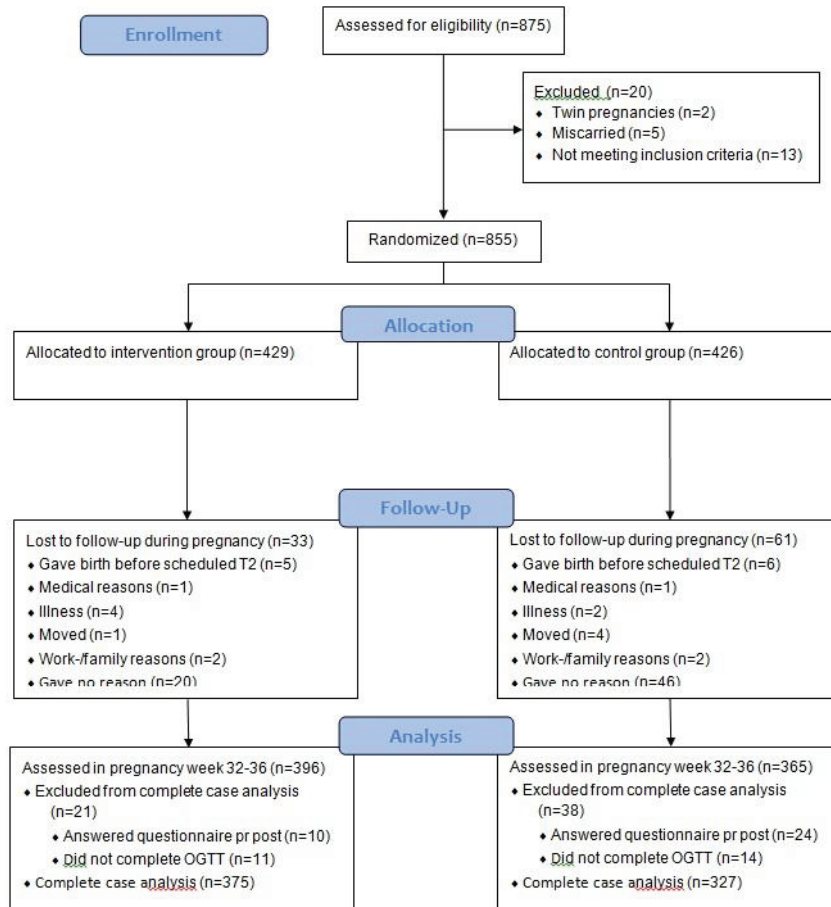 Enrollment
Assessed for eligibility (n=875)
Excluded (n=20)
◆ Twin pregnancies (n=2)
◆ Miscarried (n=5)
◆ Not meeting inclusion criteria (n=13)
Randomized (n=855)
Allocation
Allocated to intervention group (n=429)
Allocated to control group (n=426)
Follow-Up
Lost to follow-up during pregnancy (n=33)
◆ Gave birth before scheduled T2 (n=5)
◆ Medical reasons (n=1)
◆ Illness (n=4)
◆ Moved (n=1)
◆ Work-/family reasons (n=2)
◆ Gave no reason (n=20)
Lost to follow-up during pregnancy (n=61)
◆ Gave birth before scheduled T2 (n=6)
◆ Medical reasons (n=1)
◆ Illness (n=2)
◆ Moved (n=4)
◆ Work-/family reasons (n=2)
◆ Gave no reason (n=46)
Analysis
Assessed in pregnancy week 32-36 (n=396)
◆ Excluded from complete case analysis
(n=21)
◆ Answered questionnaire pr post (n=10)
◆ Did not complete OGTT (n=11)
◆ Complete case analysis (n=375)
Assessed in pregnancy week 32-36 (n=365)
◆ Excluded from complete case analysis
(n=38)
◆ Answered questionnaire pr post (n=24)
◆ Did not complete OGTT (n=14)
◆ Complete case analysis (n=327)